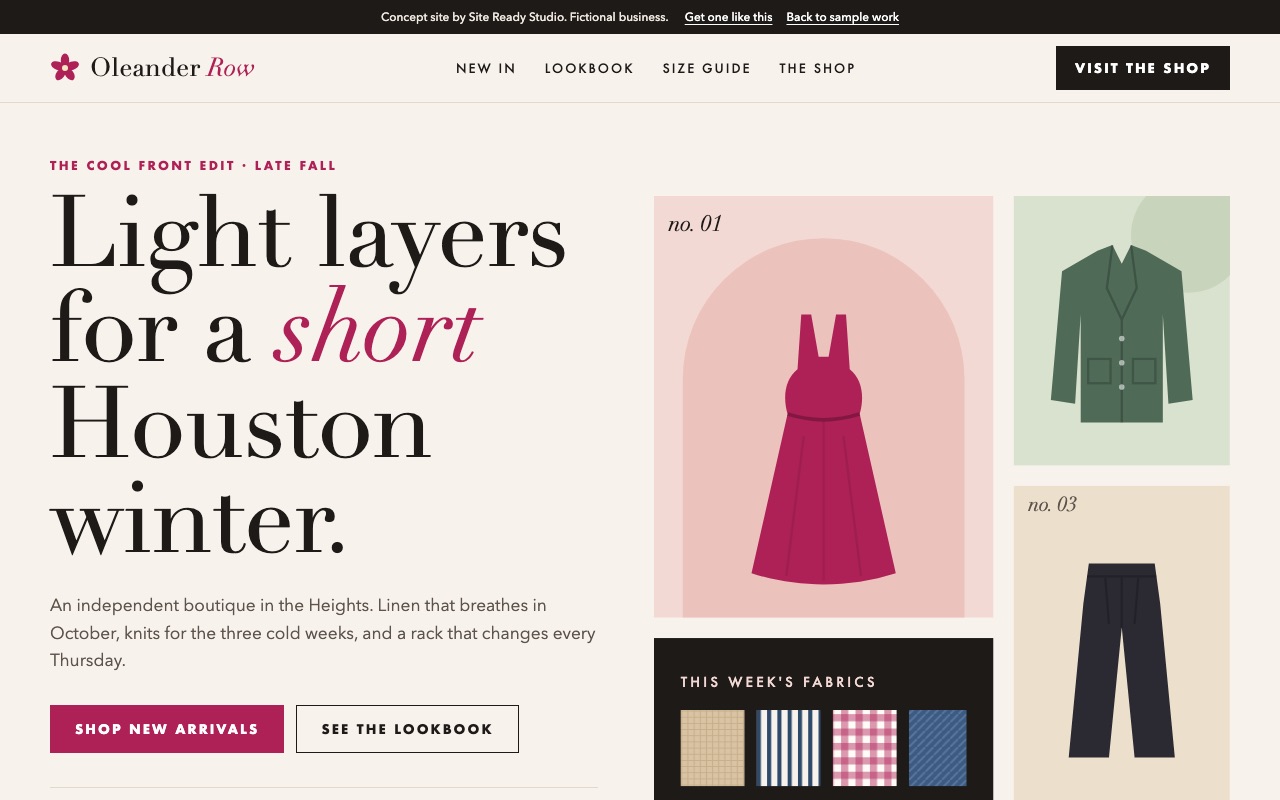 Concept site by Site Ready Studio. Fictional business. Get one like this Back to sample work
Oleander Row
NEW IN LOOKBOOK SIZE GUIDE THE SHOP
VISIT THE SHOP
THE COOL FRONT EDIT · LATE FALL
Light layers
for a short
Houston
winter.
An independent boutique in the Heights. Linen that breathes in
October, knits for the three cold weeks, and a rack that changes every
Thursday.
SHOP NEW ARRIVALS
SEE THE LOOKBOOK
no. 01
no. 03
THIS WEEK'S FABRICS